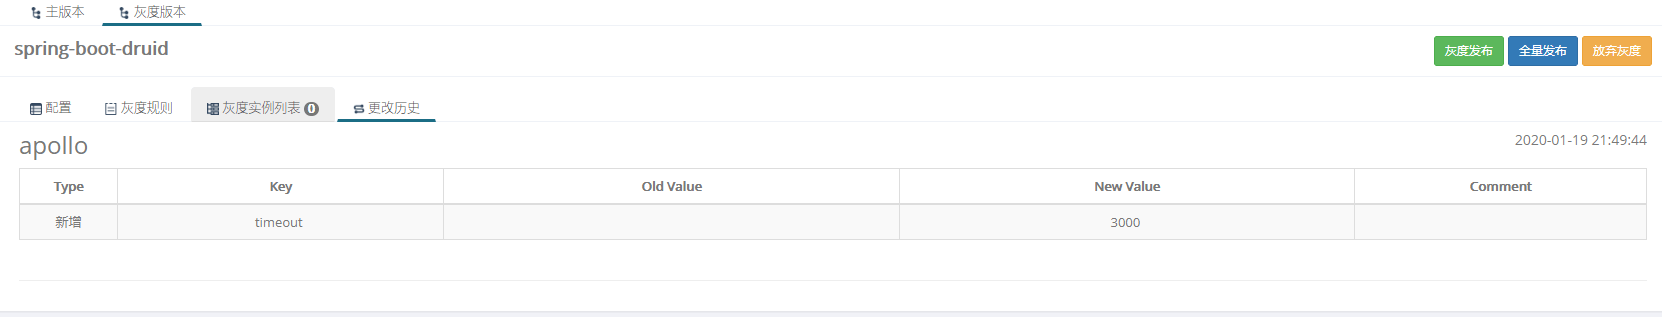 主版本 灰度版本
spring-boot-druid 灰度发布 全量发布 放弃灰度
配置 灰度规则 灰度实例列表 0 更改历史
apollo 2020-01-19 21:49:44
Type Key Old Value New Value Comment
新增 timeout 3000